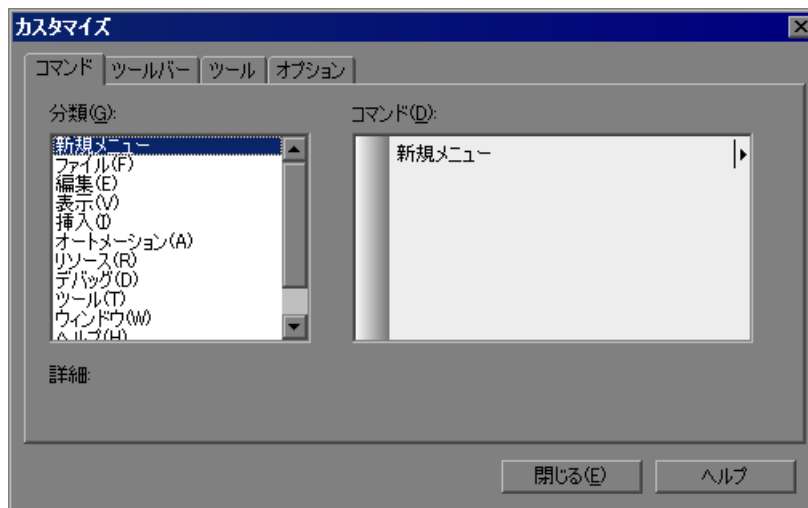 カスタマイズ
コマンド ツールバー ツール オプション
分類(G):
新規メニュー
ファイル(F)
編集(E)
表示(V)
挿入(I)
オートメーション(A)
リソース(R)
デバッグ(D)
ツール(T)
ウィンドウ(W)
ヘルプ(H)
コマンド(D):
新規メニュー
詳細:
閉じる(E) ヘルプ